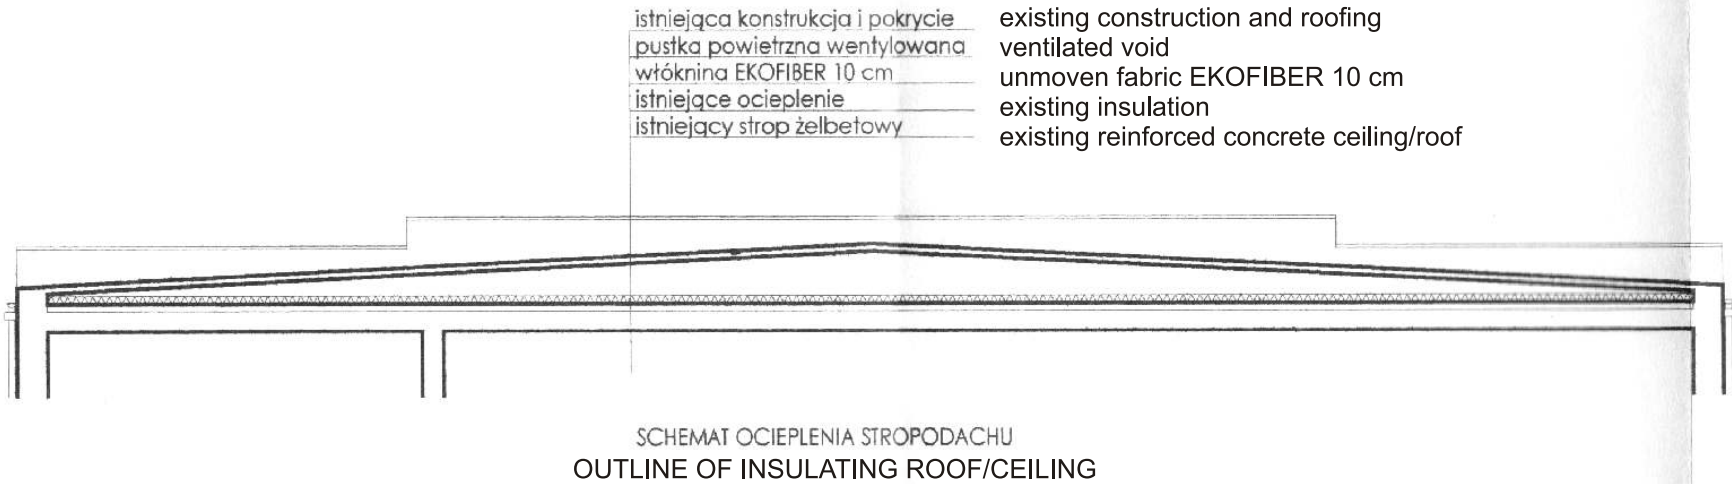 istniejąca konstrukcja i pokrycie existing construction and roofing
pustka powietrzna wentylowana ventilated void
włóknina EKOFIBER 10 cm unmoven fabric EKOFIBER 10 cm
istniejące ocieplenie existing insulation
istniejący strop żelbetowy existing reinforced concrete ceiling/roof
SCHEMAT OCIEPLENIA STROPODACHU
OUTLINE OF INSULATING ROOF/CEILING